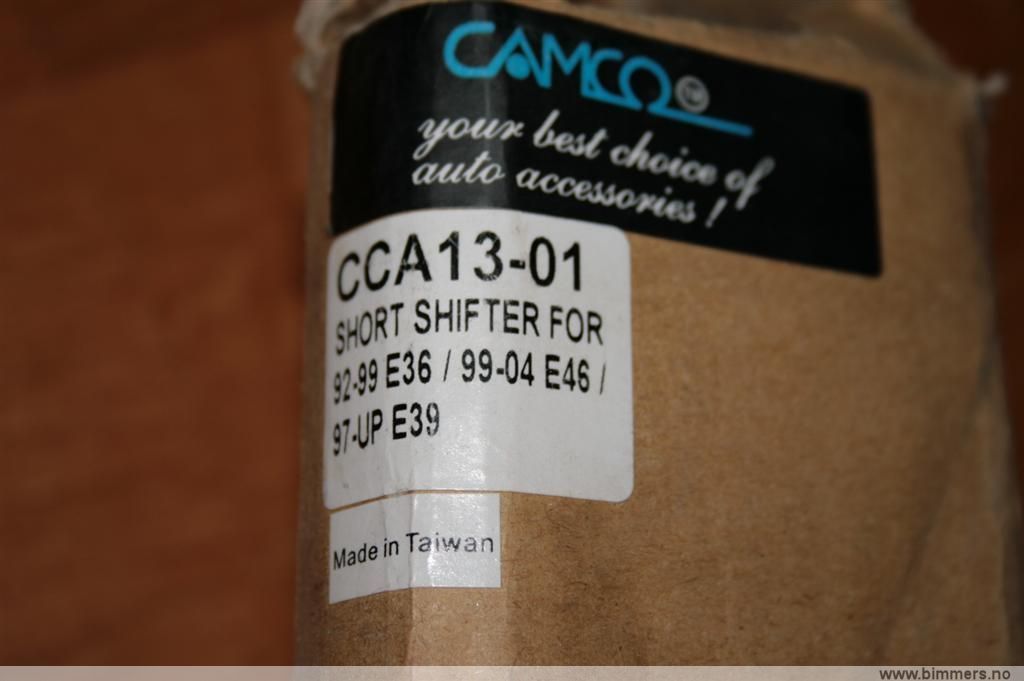 CAMCO TM
your best choice of
auto accessories !
CCA13-01
SHORT SHIFTER FOR
92-99 E36 / 99-04 E46 /
97-UP E39
Made in Taiwan
www.bimmers.no